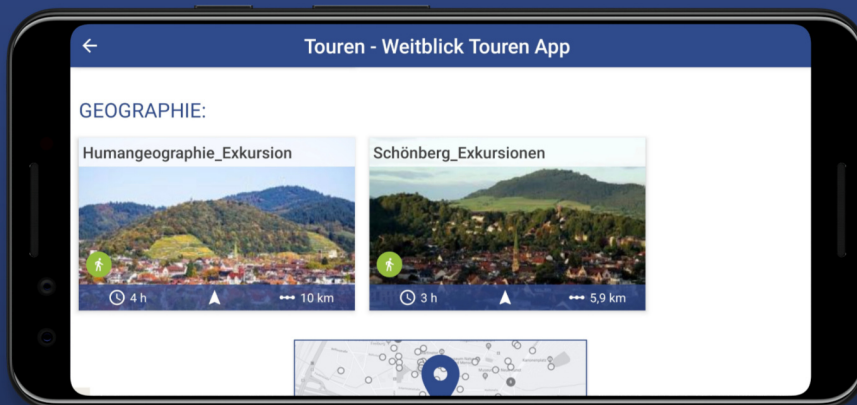 Touren - Weitblick Touren App
GEOGRAPHIE:
Humangeographie_Exkursion
Schönberg_Exkursionen
4 h
10 km
3 h
5,9 km